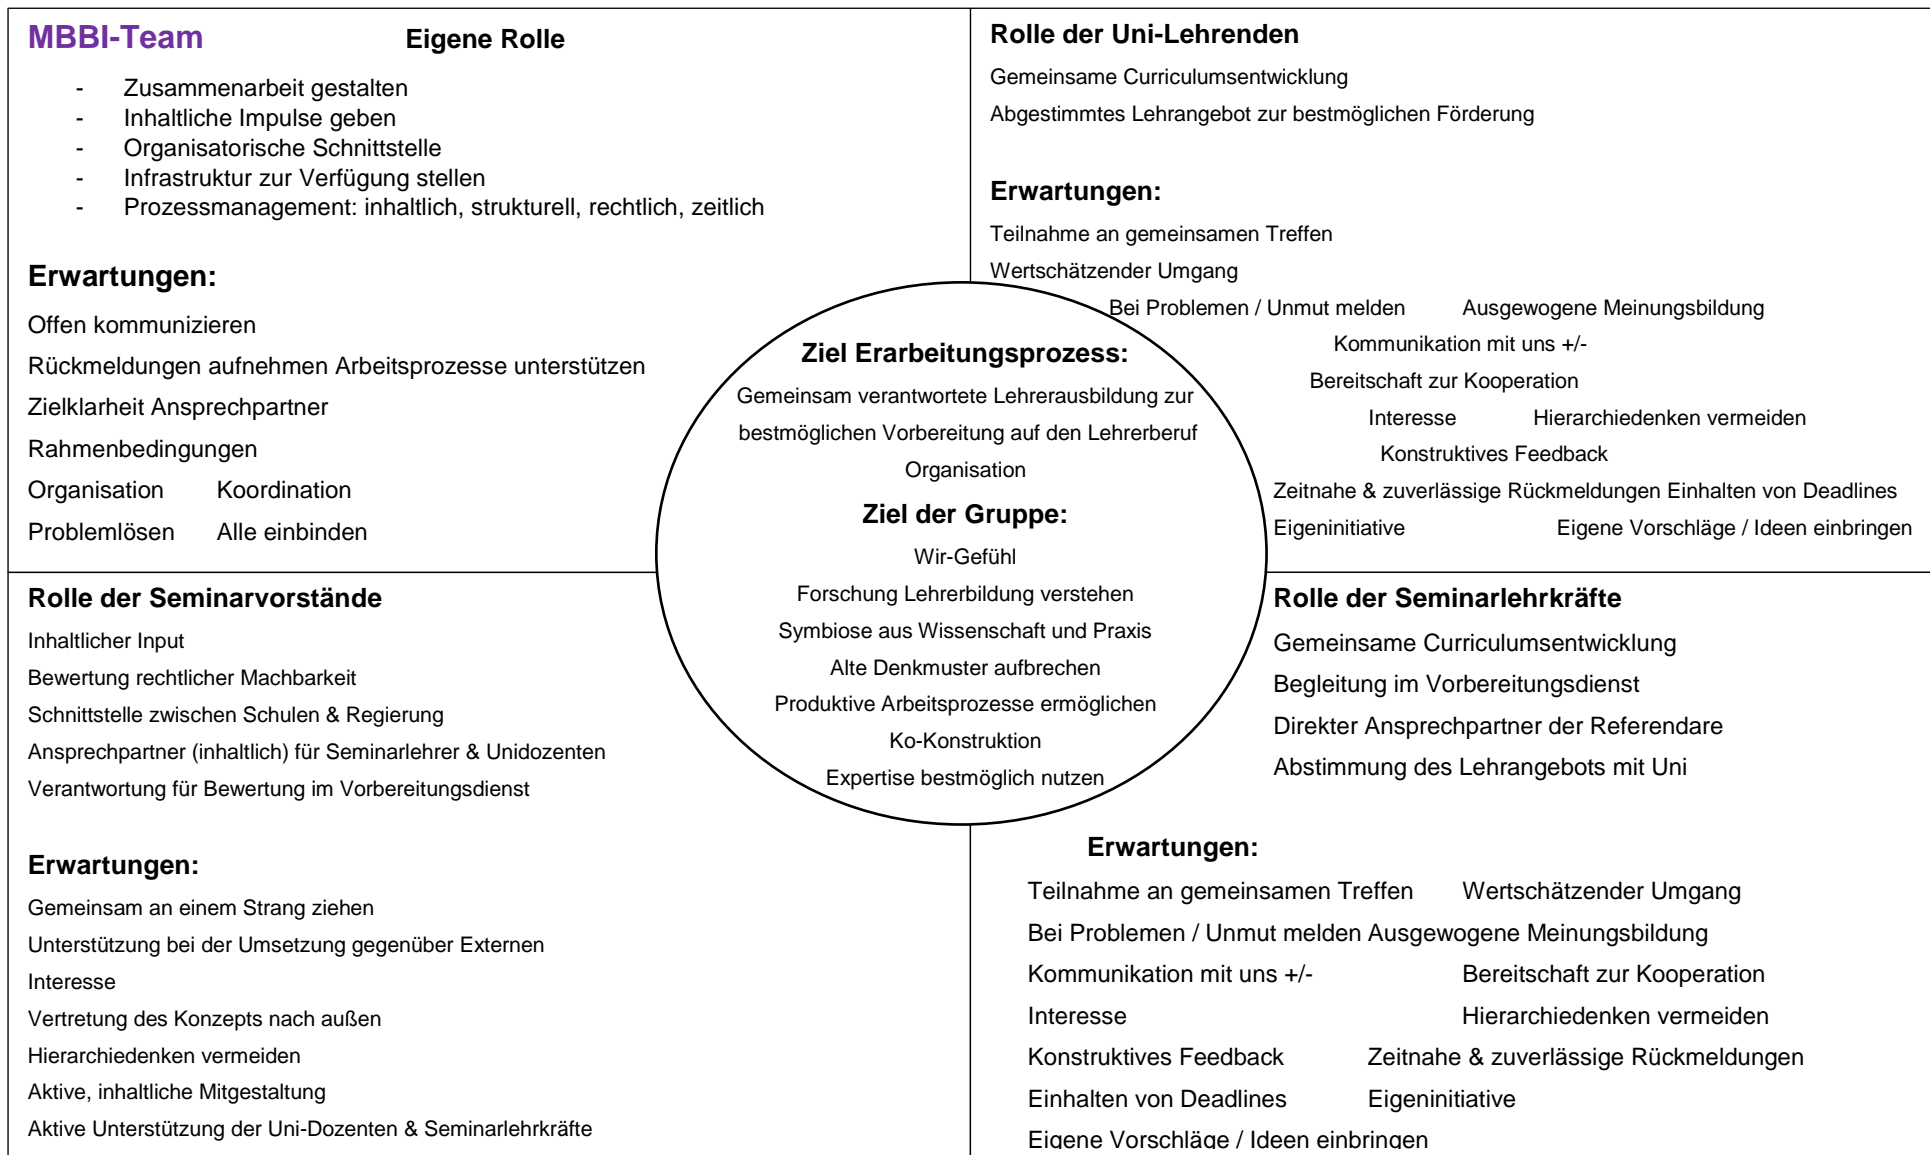 MBBI-Team Eigene Rolle
- Zusammenarbeit gestalten
- Inhaltliche Impulse geben
- Organisatorische Schnittstelle
- Infrastruktur zur Verfügung stellen
- Prozessmanagement: inhaltlich, strukturell, rechtlich, zeitlich
Erwartungen:
Offen kommunizieren
Rückmeldungen aufnehmen Arbeitsprozesse unterstützen
Zielklarheit Ansprechpartner
Rahmenbedingungen
Organisation Koordination
Problemlösen Alle einbinden
Rolle der Uni-Lehrenden
Gemeinsame Curriculumsentwicklung
Abgestimmtes Lehrangebot zur bestmöglichen Förderung
Erwartungen:
Teilnahme an gemeinsamen Treffen
Wertschätzender Umgang
Bei Problemen / Unmut melden Ausgewogene Meinungsbildung
Kommunikation mit uns +/-
Bereitschaft zur Kooperation
Interesse Hierarchiedenken vermeiden
Konstruktives Feedback
Zeitnahe & zuverlässige Rückmeldungen Einhalten von Deadlines
Eigeninitiative Eigene Vorschläge / Ideen einbringen
Ziel Erarbeitungsprozess:
Gemeinsam verantwortete Lehrerausbildung zur
bestmöglichen Vorbereitung auf den Lehrerberuf
Organisation
Ziel der Gruppe:
Wir-Gefühl
Forschung Lehrerbildung verstehen
Symbiose aus Wissenschaft und Praxis
Alte Denkmuster aufbrechen
Produktive Arbeitsprozesse ermöglichen
Ko-Konstruktion
Expertise bestmöglich nutzen
Rolle der Seminarvorstände
Inhaltlicher Input
Bewertung rechtlicher Machbarkeit
Schnittstelle zwischen Schulen & Regierung
Ansprechpartner (inhaltlich) für Seminarlehrer & Unidozenten
Verantwortung für Bewertung im Vorbereitungsdienst
Erwartungen:
Gemeinsam an einem Strang ziehen
Unterstützung bei der Umsetzung gegenüber Externen
Interesse
Vertretung des Konzepts nach außen
Hierarchiedenken vermeiden
Aktive, inhaltliche Mitgestaltung
Aktive Unterstützung der Uni-Dozenten & Seminarlehrkräfte
Rolle der Seminarlehrkräfte
Gemeinsame Curriculumsentwicklung
Begleitung im Vorbereitungsdienst
Direkter Ansprechpartner der Referendare
Abstimmung des Lehrangebots mit Uni
Erwartungen:
Teilnahme an gemeinsamen Treffen Wertschätzender Umgang
Bei Problemen / Unmut melden Ausgewogene Meinungsbildung
Kommunikation mit uns +/- Bereitschaft zur Kooperation
Interesse Hierarchiedenken vermeiden
Konstruktives Feedback Zeitnahe & zuverlässige Rückmeldungen
Einhalten von Deadlines Eigeninitiative
Eigene Vorschläge / Ideen einbringen